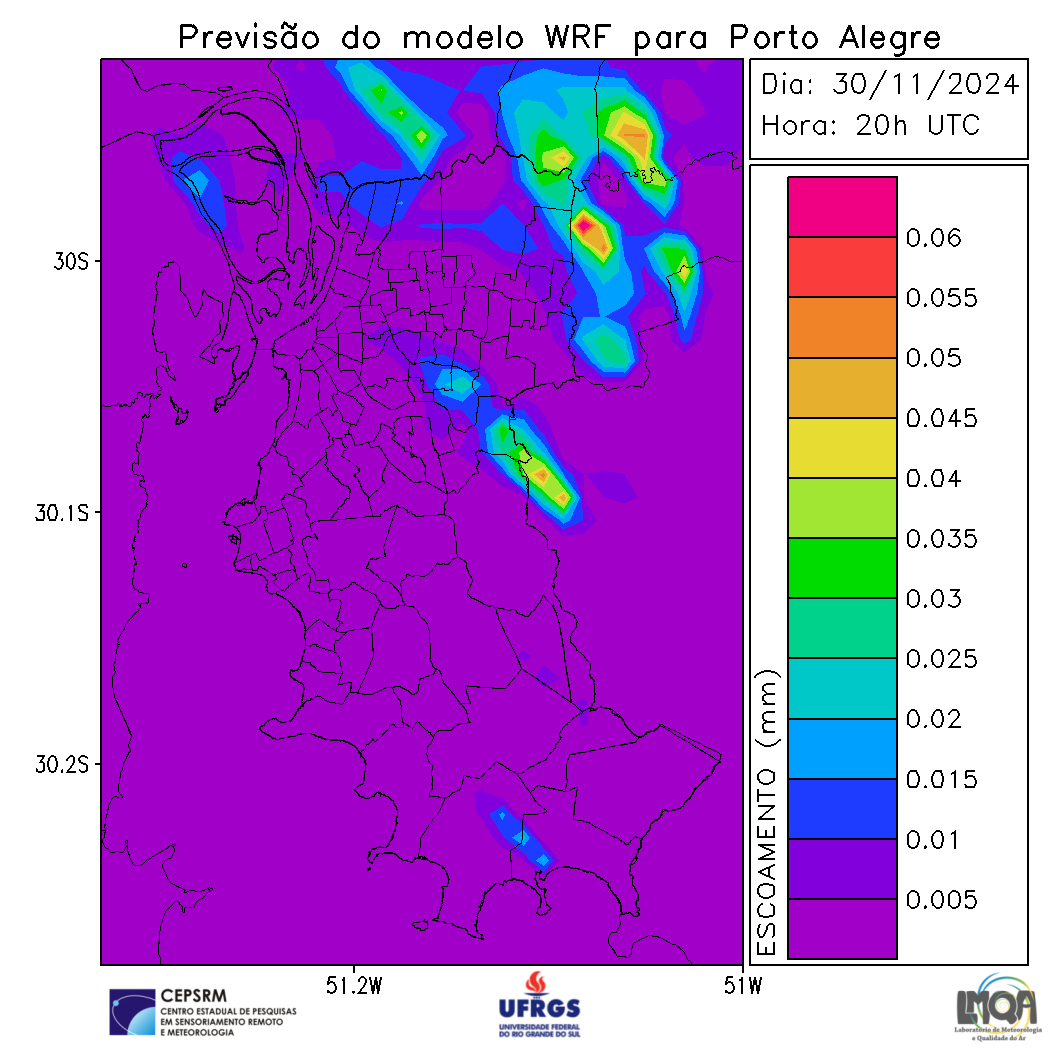 Previsão do modelo WRF para Porto Alegre
Dia: 30/11/2024
Hora: 20h UTC
0.06
0.055
0.05
0.045
0.04
0.035
0.03
0.025
0.02
0.015
0.01
0.005
ESCOAMENTO (mm)
30S
30.1S
30.2S
51.2W
51W
CEPSRM
CENTRO ESTADUAL DE PESQUISAS
EM SENSORIAMENTO REMOTO
E METEOROLOGIA
UFRGS
UNIVERSIDADE FEDERAL
DO RIO GRANDE DO SUL
LMQA
Laboratório de Meteorologia
e Qualidade do Ar